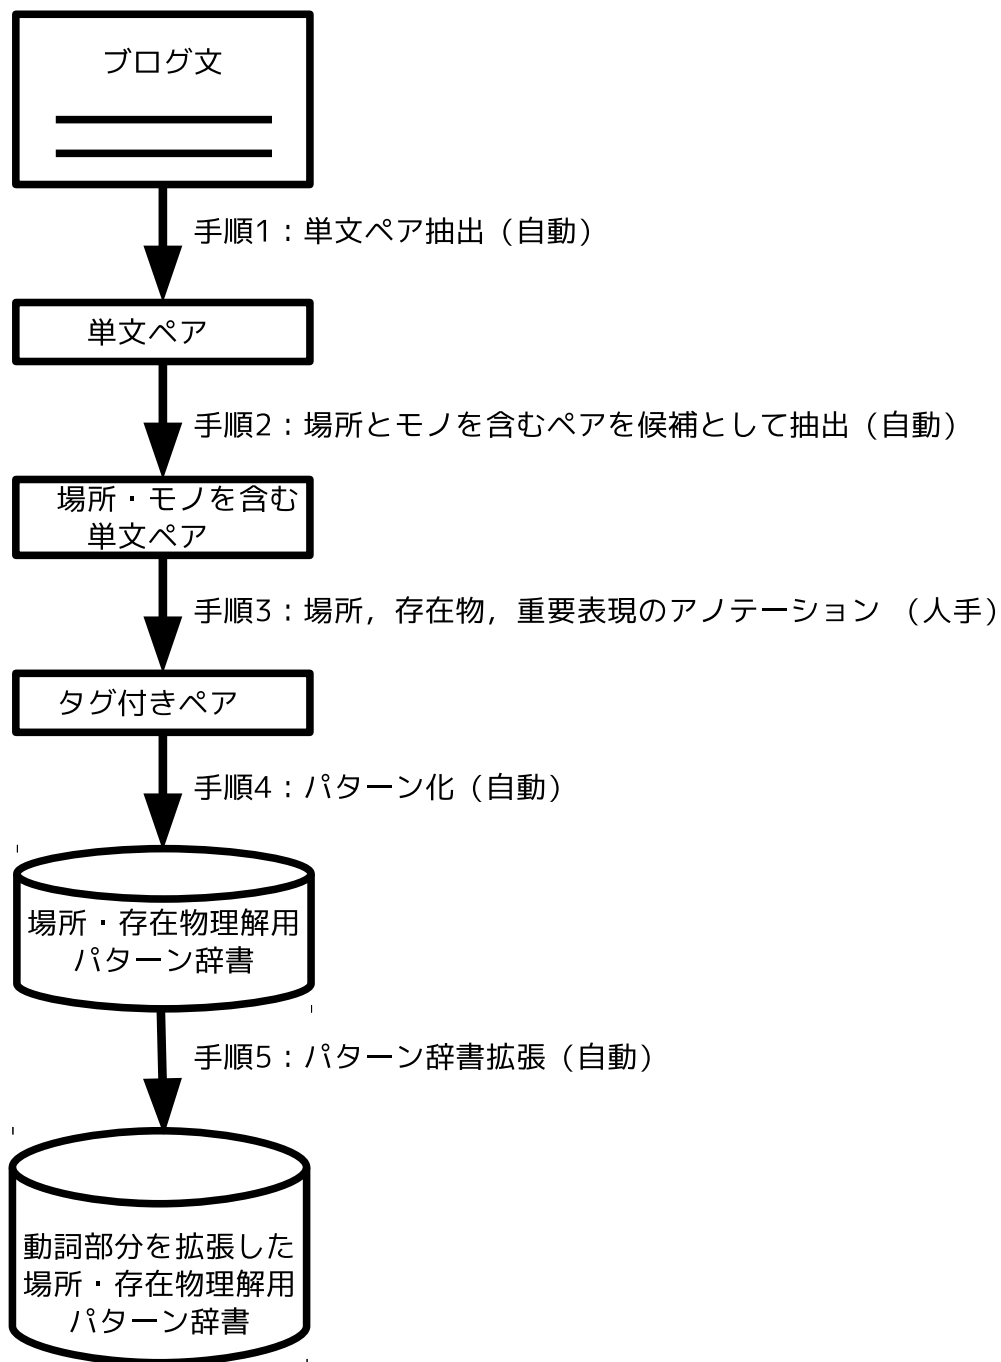 ブログ文
手順1：単文ペア抽出（自動）
単文ペア
手順2：場所とモノを含むペアを候補として抽出（自動）
場所・モノを含む
単文ペア
手順3：場所，存在物，重要表現のアノテーション （人手）
タグ付きペア
手順4：パターン化（自動）
場所・存在物理解用
パターン辞書
手順5：パターン辞書拡張（自動）
動詞部分を拡張した
場所・存在物理解用
パターン辞書